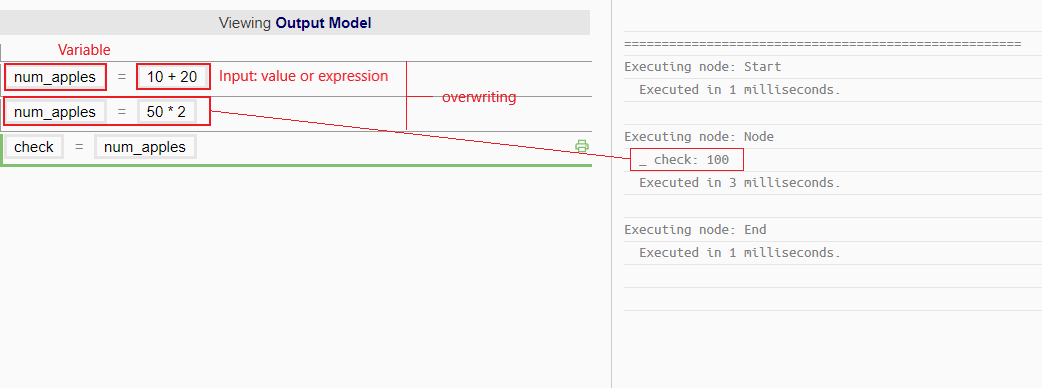 Viewing Output Model
Variable
num_apples = 10 + 20 Input: value or expression
overwriting
num_apples = 50 * 2
check = num_apples
=====================================================
Executing node: Start
Executed in 1 milliseconds.
Executing node: Node
_ check: 100
Executed in 3 milliseconds.
Executing node: End
Executed in 1 milliseconds.